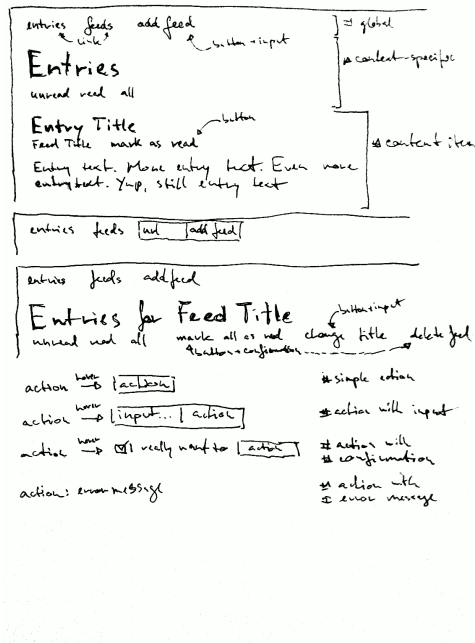 entries feeds add feed # global
link button + input
Entries # context-specific
unread read all
Entry Title button
Feed Title mark as read
Entry text. More entry text. Even more # content item
entry text. Yup, still entry text
entries feeds url add feed
entries feeds add feed
Entries for Feed Title button + input
unread read all mark all as read change title delete feed
button + confirmation
action hover action # simple action
action hover input... action # action with input
action hover I really want to action # action with
# confirmation
action: error message # action with
# error message